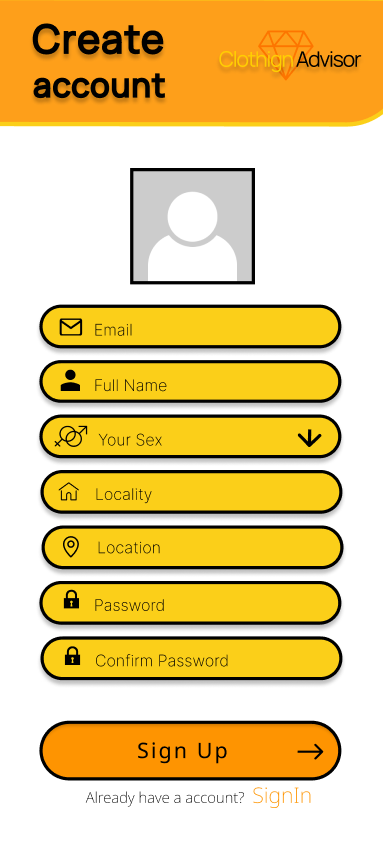 Create
account
ClothignAdvisor
Email
Full Name
Your Sex
Locality
Location
Password
Confirm Password
Sign Up
Already have a account? SignIn